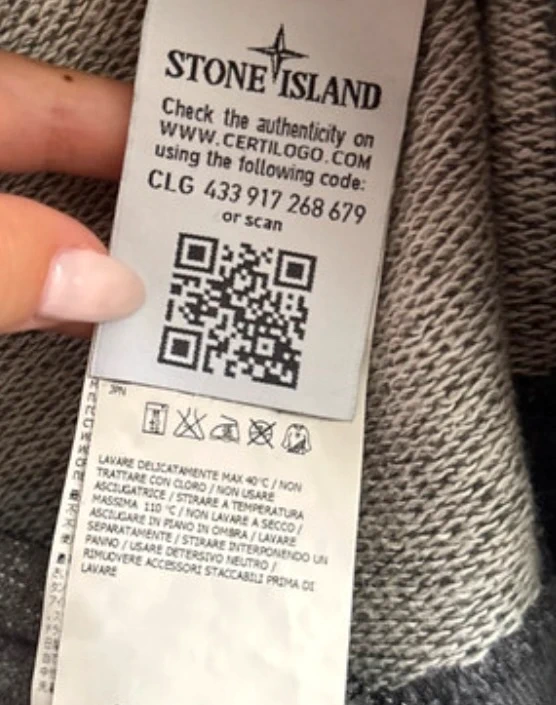 STONE ISLAND
Check the authenticity on
WWW.CERTILOGO.COM
using the following code:
CLG 433 917 268 679
or scan
JPN
LAVARE DELICATAMENTE MAX 40°C / NON
TRATTARE CON CLORO / NON USARE
ASCIUGATRICE / STIRARE A TEMPERATURA
MASSIMA 110 °C / NON LAVARE A SECCO /
ASCIUGARE IN PIANO IN OMBRA / LAVARE
SEPARATAMENTE / STIRARE INTERPONENDO UN
PANNO / USARE DETERSIVO NEUTRO /
RIMUOVERE ACCESSORI STACCABILI PRIMA DI
LAVARE